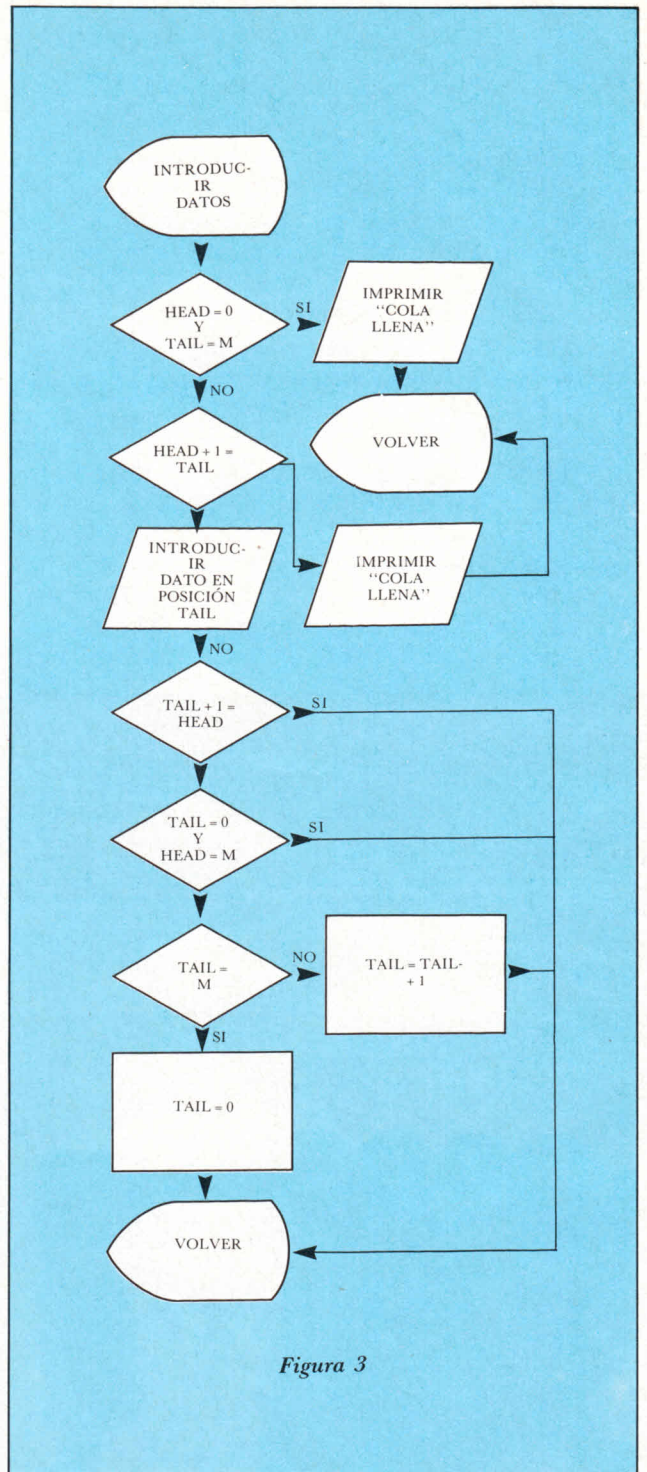 INTRODUC-
IR
DATOS
HEAD = 0
Y
TAIL = M
SI
IMPRIMIR
“COLA
LLENA”
NO
VOLVER
HEAD + 1 =
TAIL
INTRODUC-
IR
DATO EN
POSICIÓN
TAIL
IMPRIMIR
“COLA
LLENA”
NO
TAIL + 1 =
HEAD
SI
TAIL = 0
Y
HEAD = M
SI
TAIL =
M
NO
TAIL = TAIL-
+ 1
SI
TAIL = 0
VOLVER
Figura 3